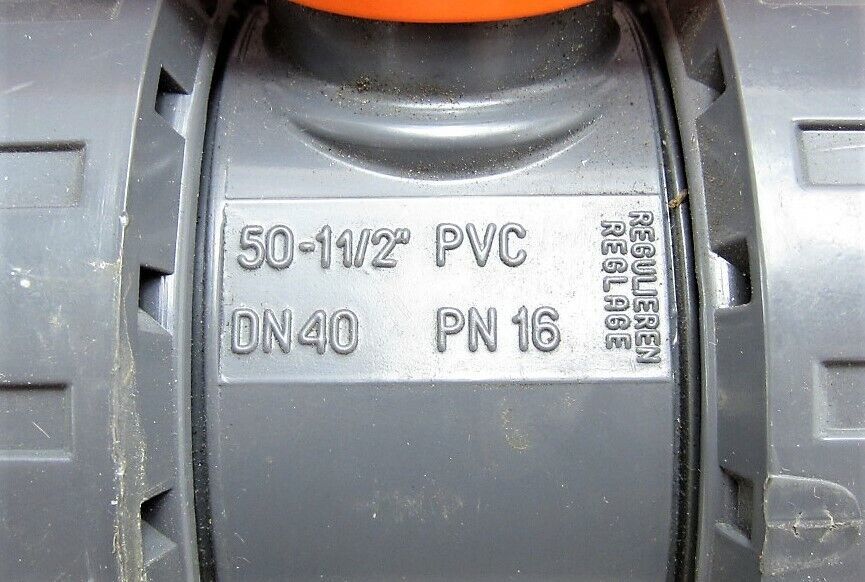 50-11/2" PVC
DN40 PN 16
REGULIEREN
REGLAGE